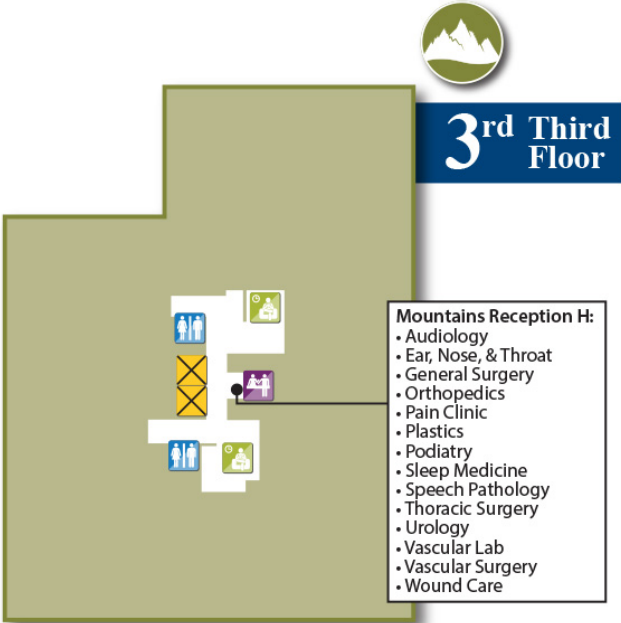 3rd Third
Floor
Mountains Reception H:
• Audiology
• Ear, Nose, & Throat
• General Surgery
• Orthopedics
• Pain Clinic
• Plastics
• Podiatry
• Sleep Medicine
• Speech Pathology
• Thoracic Surgery
• Urology
• Vascular Lab
• Vascular Surgery
• Wound Care